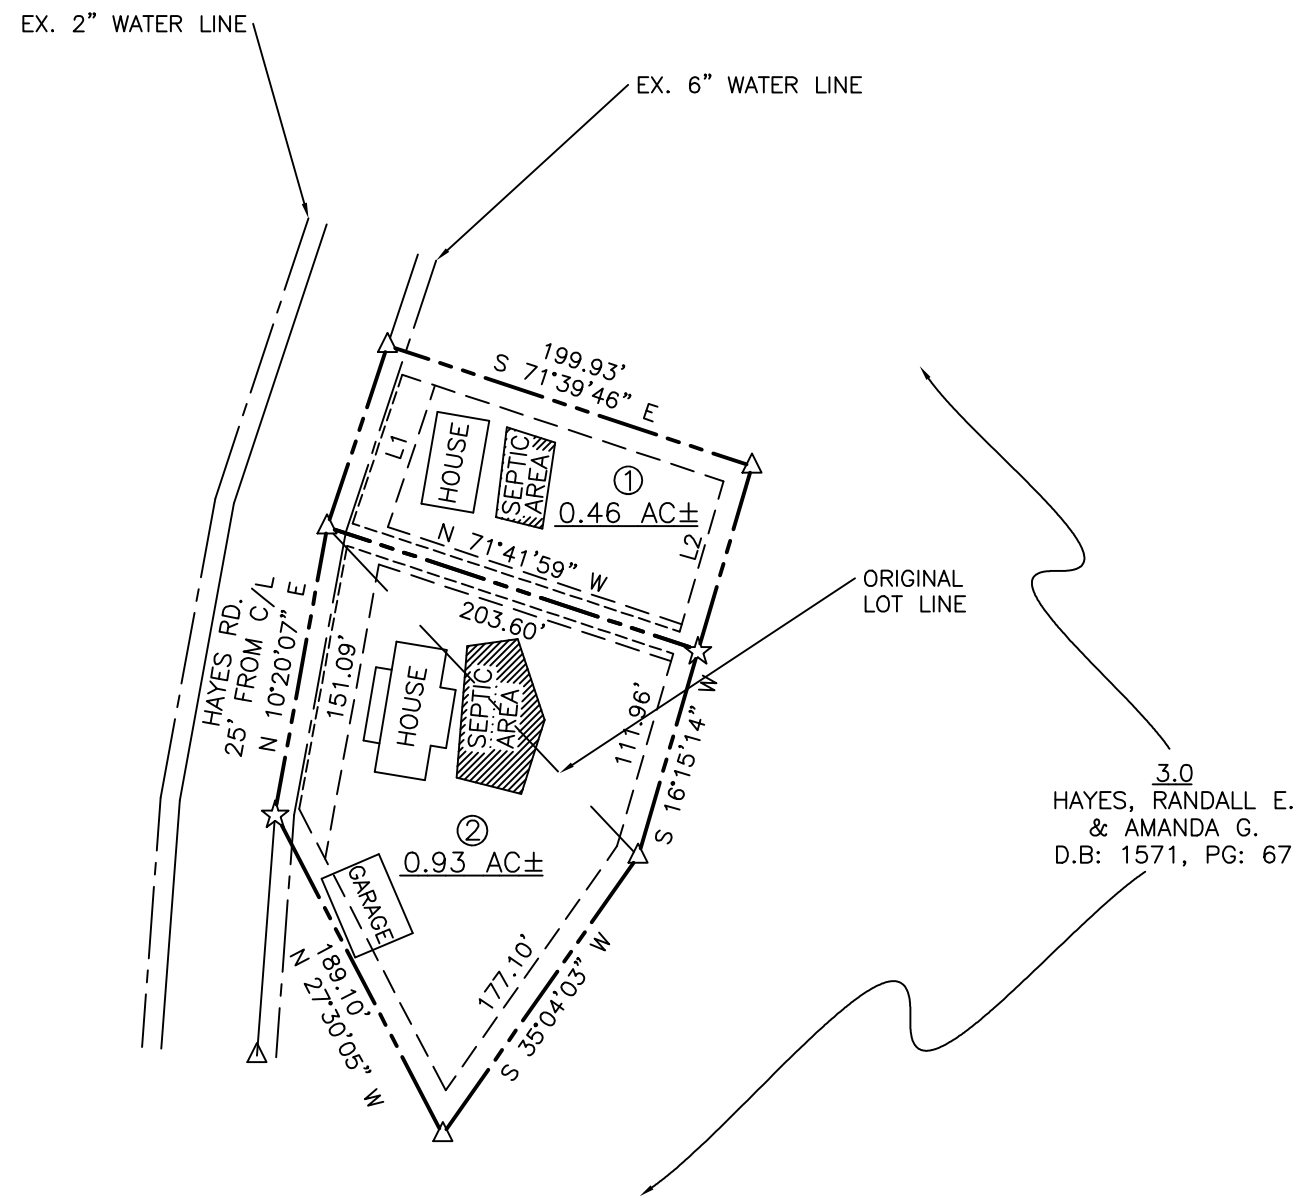 EX. 2” WATER LINE
EX. 6” WATER LINE
199.93’
S 71°39’46” E
L1
HOUSE
SEPTIC
AREA
1
0.46 AC±
L2
N 71°41’59” W
203.60’
ORIGINAL
LOT LINE
HAYES RD.
25’ FROM C/L
N 10°20’07” E
151.09’
HOUSE
SEPTIC
AREA
111.96’
S 16°15’14” W
2
0.93 AC±
GARAGE
189.10’
N 27°30’05” W
177.10’
S 35°04’03” W
3.0
HAYES, RANDALL E.
& AMANDA G.
D.B: 1571, PG: 67